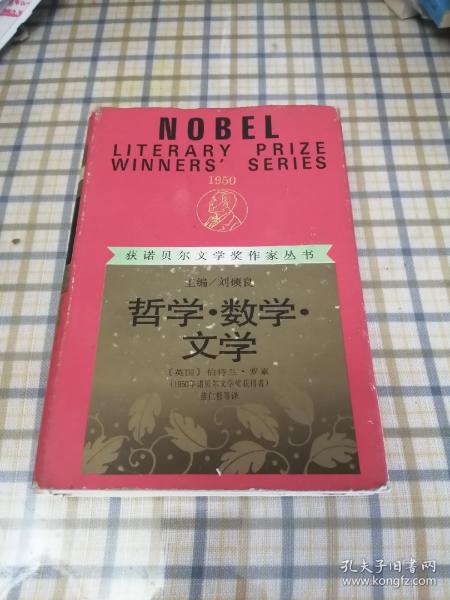 NOBEL
LITERARY PRIZE
WINNERS' SERIES
1950
获诺贝尔文学奖作家丛书
主编/刘硕良
哲学·数学·
文学
〔英国〕伯特兰·罗素
(1950年诺贝尔文学奖获得者)
等译
孔夫子旧书网
www.kongfz.com